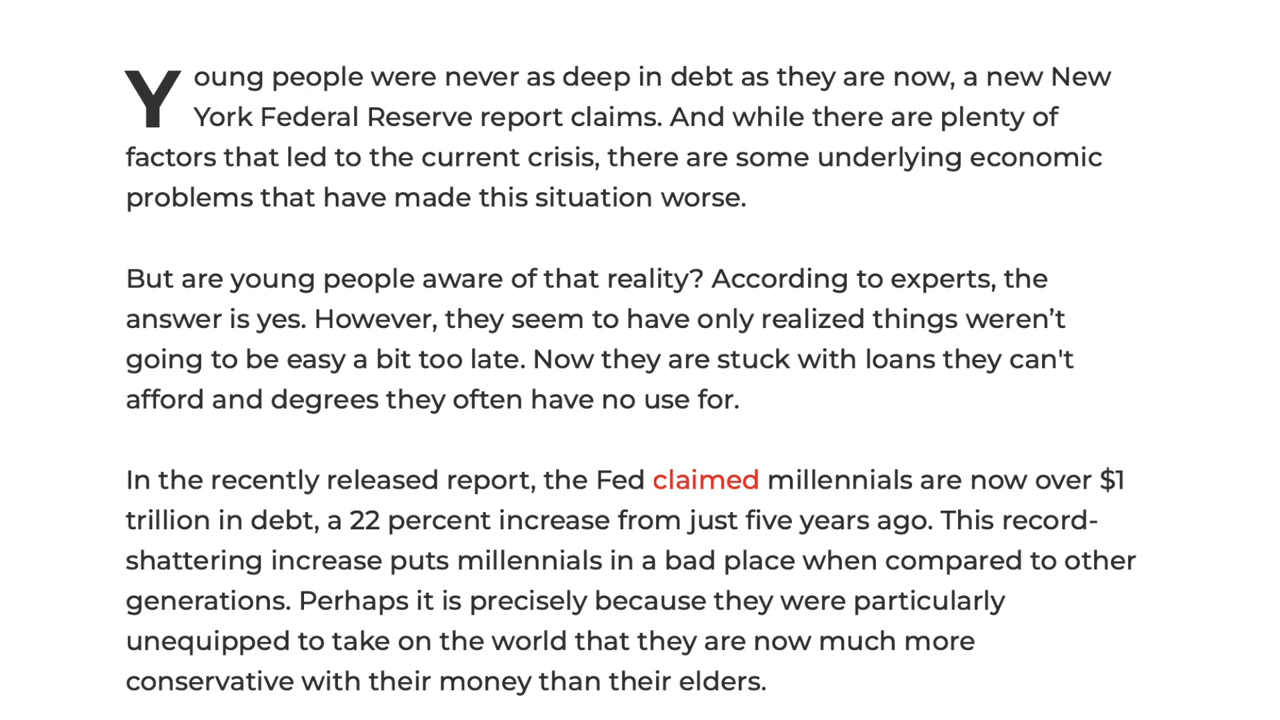 Young people were never as deep in debt as they are now, a new New
York Federal Reserve report claims. And while there are plenty of
factors that led to the current crisis, there are some underlying economic
problems that have made this situation worse.
But are young people aware of that reality? According to experts, the
answer is yes. However, they seem to have only realized things weren’t
going to be easy a bit too late. Now they are stuck with loans they can't
afford and degrees they often have no use for.
In the recently released report, the Fed claimed millennials are now over $1
trillion in debt, a 22 percent increase from just five years ago. This record-
shattering increase puts millennials in a bad place when compared to other
generations. Perhaps it is precisely because they were particularly
unequipped to take on the world that they are now much more
conservative with their money than their elders.